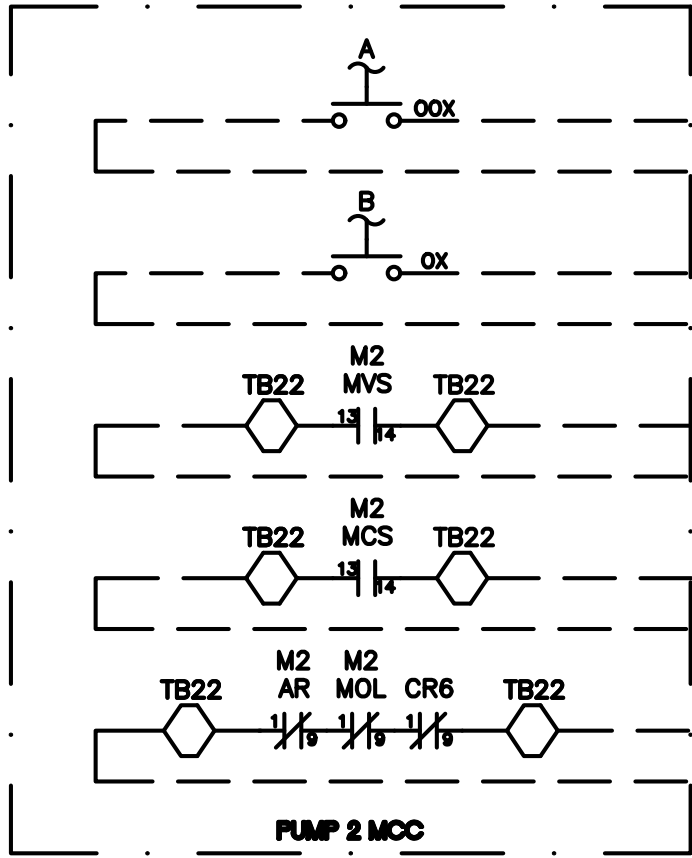 A
OOX
B
OX
M2
MVS
TB22 TB22
13 14
M2
MCS
TB22 TB22
13 14
M2 M2
AR MOL CR6
TB22 TB22
1 9 1 9 1 9
PUMP 2 MCC